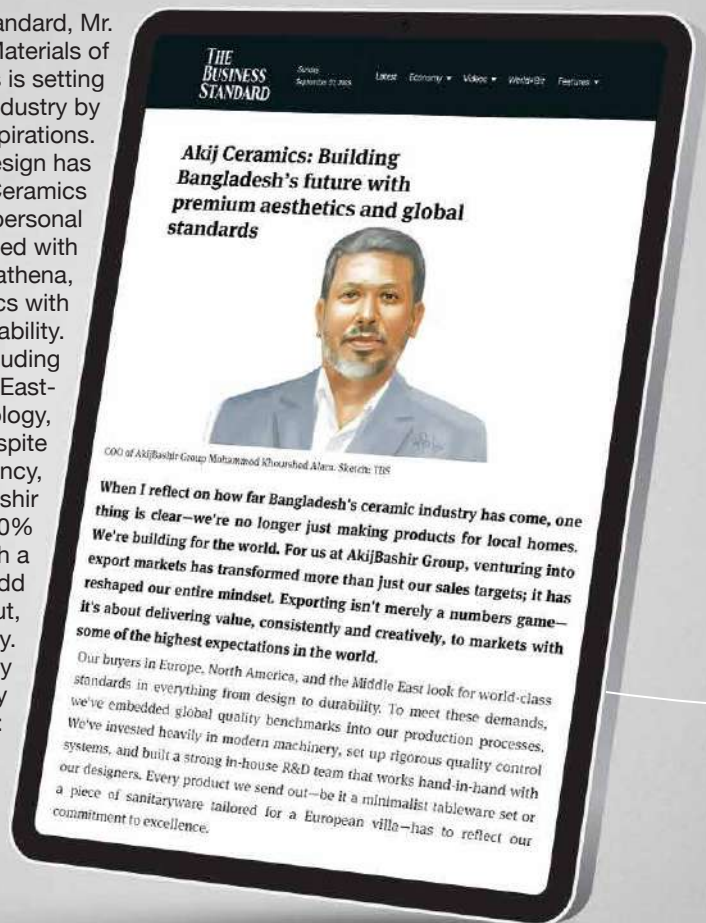 andard, Mr.
Materials of
s is setting
ndustry by
pirations.
esign has
Ceramics
personal
ed with
athena,
cs with
ability.
uding
East-
ology,
spite
ncy,
shir
0%
h a
dd
ut,
y.
y
y
:
THE
BUSINESS
STANDARD
Sunday
Latest Economy Videos World+Biz Features
Akij Ceramics: Building
Bangladesh's future with
premium aesthetics and global
standards
COO of AkijBashir Group Mohammod Khourshed Alam. Sketch: TBS
When I reflect on how far Bangladesh's ceramic industry has come, one
thing is clear—we're no longer just making products for local homes.
We're building for the world. For us at AkijBashir Group, venturing into
export markets has transformed more than just our sales targets; it has
reshaped our entire mindset. Exporting isn't merely a numbers game—
it's about delivering value, consistently and creatively, to markets with
some of the highest expectations in the world.
Our buyers in Europe, North America, and the Middle East look for world-class
standards in everything from design to durability. To meet these demands,
we've embedded global quality benchmarks into our production processes.
We've invested heavily in modern machinery, set up rigorous quality control
systems, and built a strong in-house R&D team that works hand-in-hand with
our designers. Every product we send out—be it a minimalist tableware set or
a piece of sanitaryware tailored for a European villa—has to reflect our
commitment to excellence.